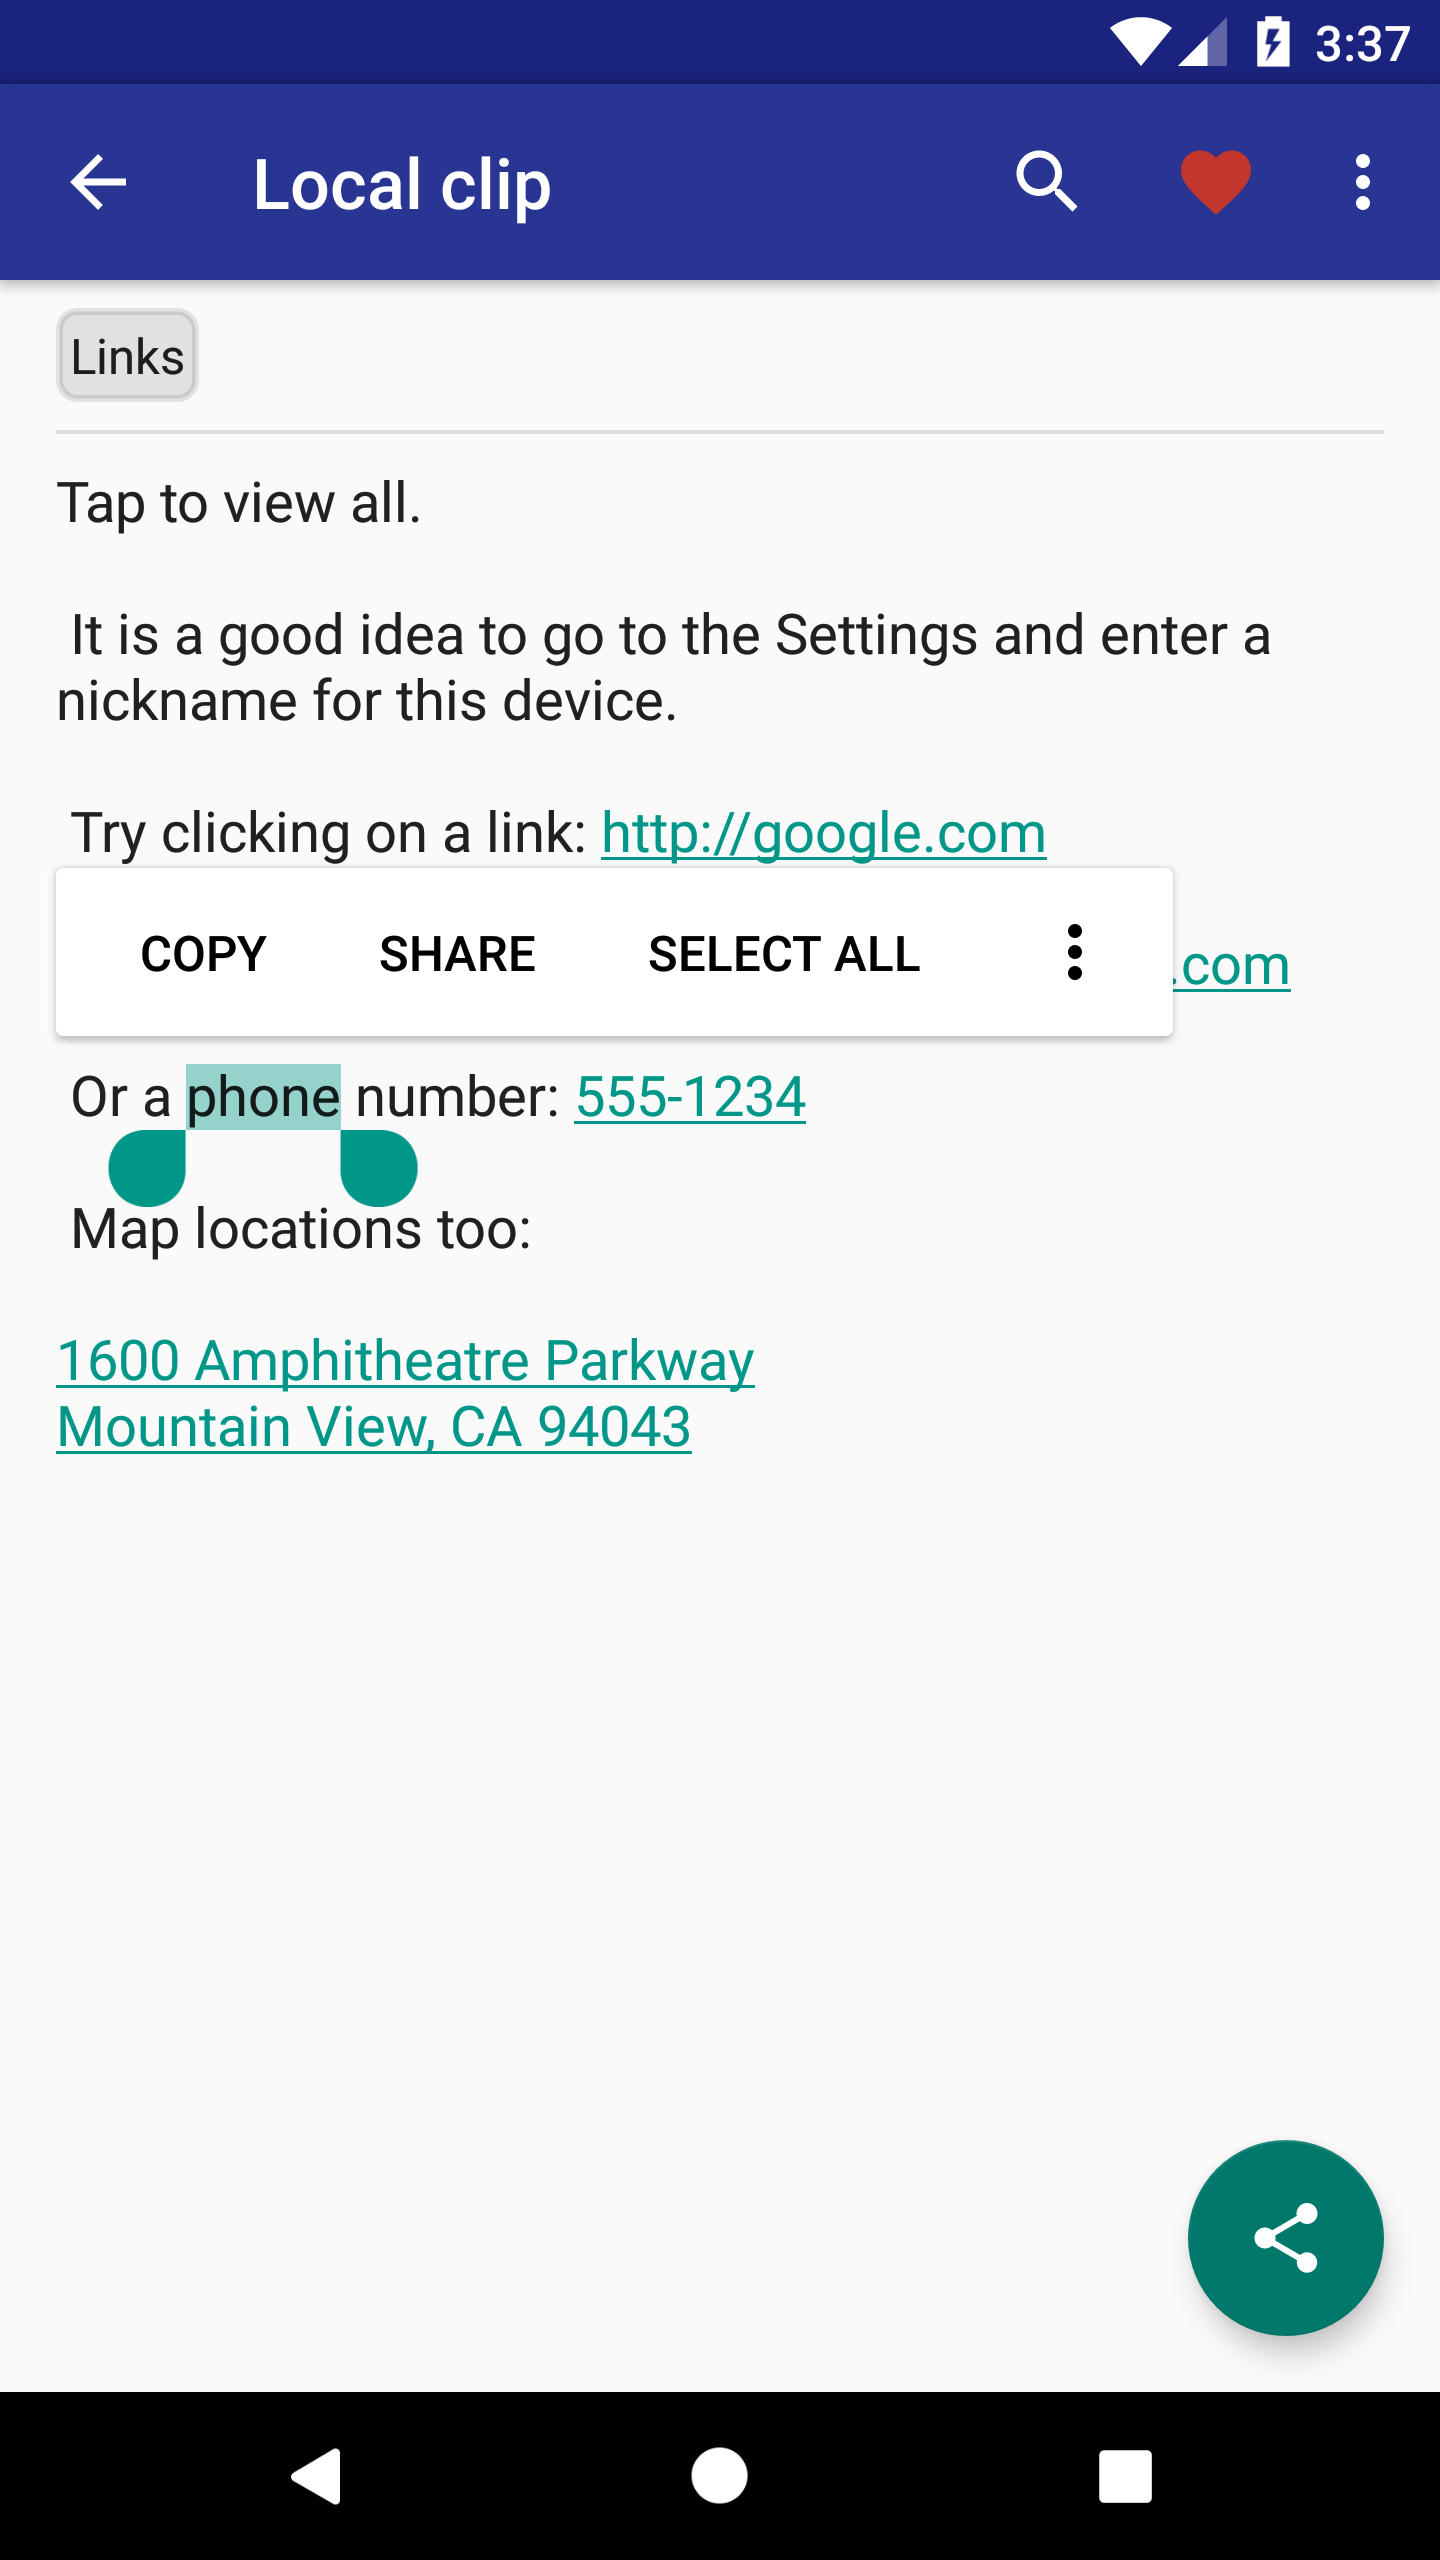 3:37
Local clip
Links
Tap to view all.
It is a good idea to go to the Settings and enter a
nickname for this device.
Try clicking on a link: http://google.com
COPY SHARE SELECT ALL
.com
Or a phone number: 555-1234
Map locations too:
1600 Amphitheatre Parkway
Mountain View, CA 94043